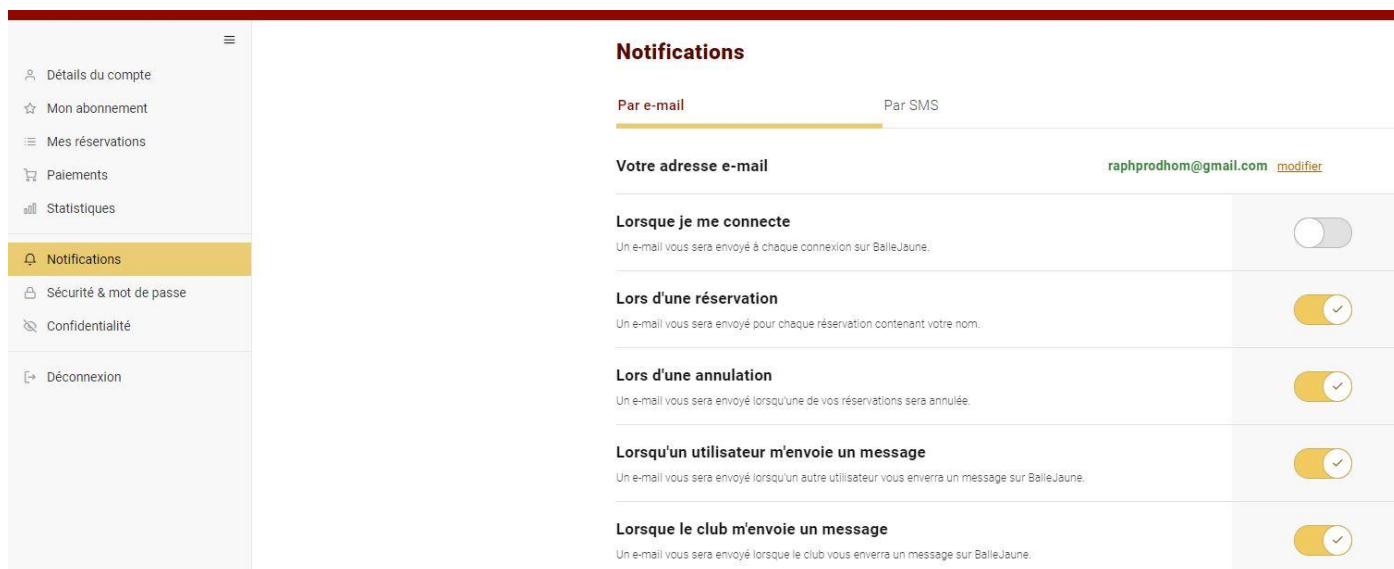 Détails du compte
Mon abonnement
Mes réservations
Paiements
Statistiques
Notifications
Sécurité & mot de passe
Confidentialité
Déconnexion
Notifications
Par e-mail Par SMS
Votre adresse e-mail raphprodhom@gmail.com modifier
Lorsque je me connecte
Un e-mail vous sera envoyé à chaque connexion sur BalleJaune.
Lors d'une réservation
Un e-mail vous sera envoyé pour chaque réservation contenant votre nom.
Lors d'une annulation
Un e-mail vous sera envoyé lorsqu'une de vos réservations sera annulée.
Lorsqu'un utilisateur m'envoie un message
Un e-mail vous sera envoyé lorsqu'un autre utilisateur vous enverra un message sur BalleJaune.
Lorsque le club m'envoie un message
Un e-mail vous sera envoyé lorsque le club vous enverra un message sur BalleJaune.